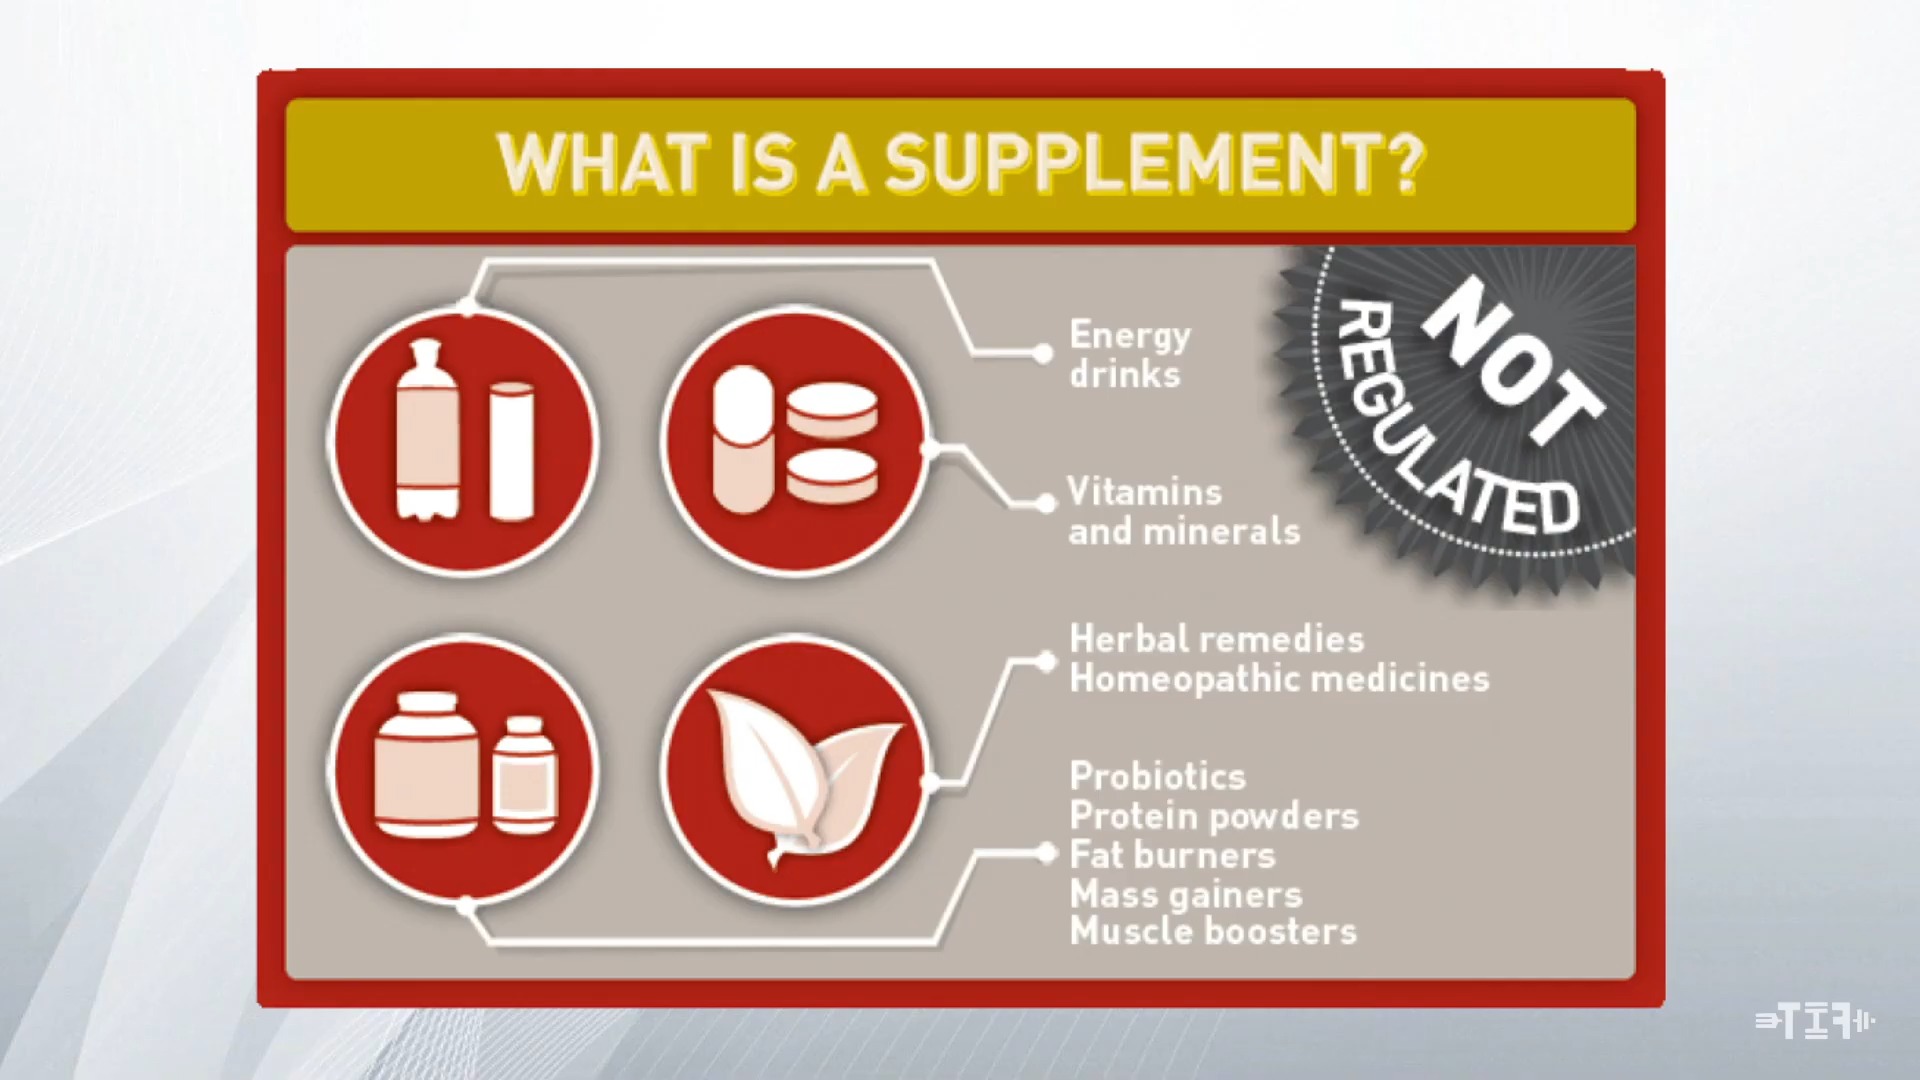 WHAT IS A SUPPLEMENT?
NOT
REGULATED
Energy
drinks
Vitamins
and minerals
Herbal remedies
Homeopathic medicines
Probiotics
Protein powders
Fat burners
Mass gainers
Muscle boosters
TIF